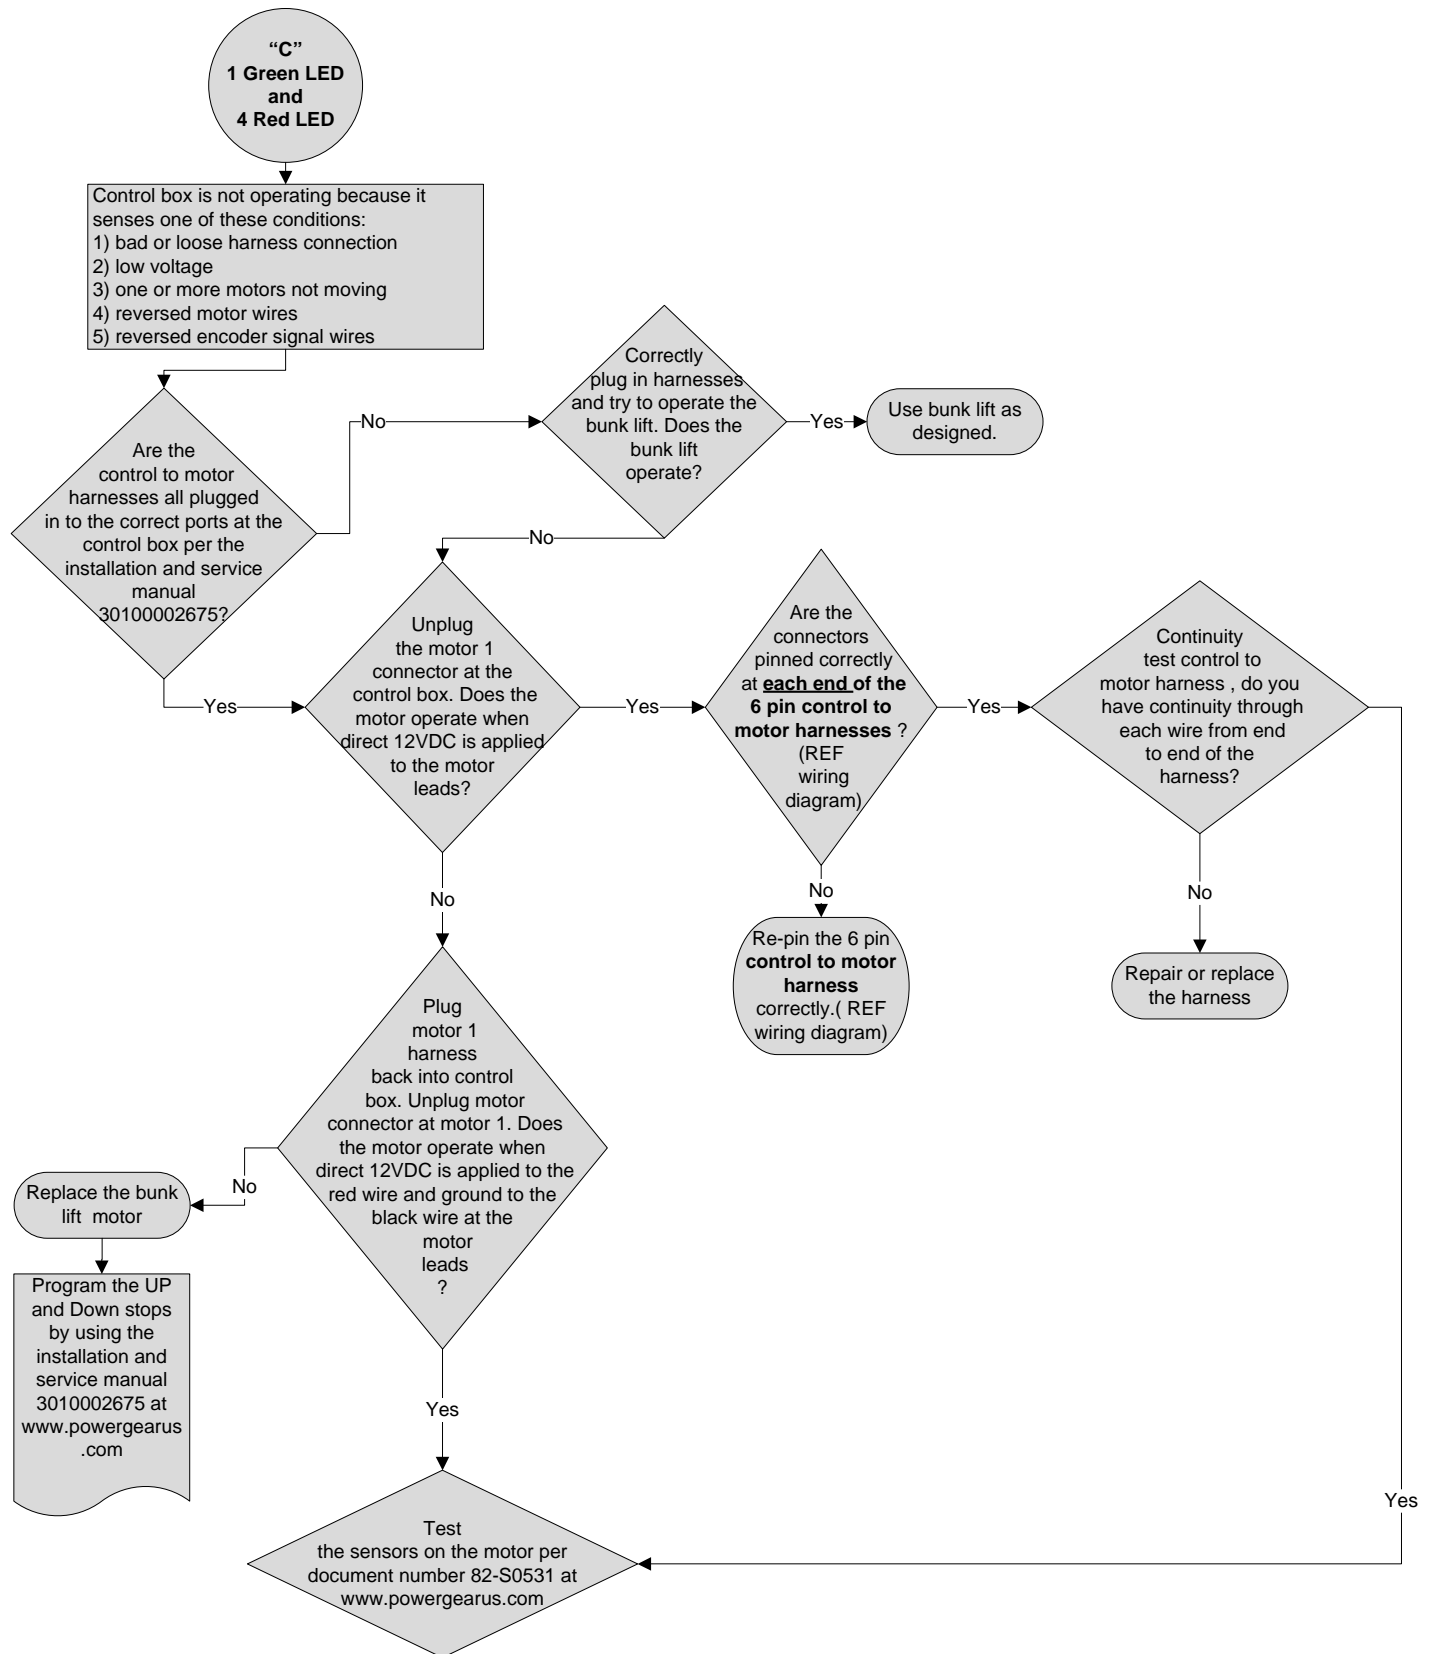 “C”
1 Green LED
and
4 Red LED
Control box is not operating because it
senses one of these conditions:
1) bad or loose harness connection
2) low voltage
3) one or more motors not moving
4) reversed motor wires
5) reversed encoder signal wires
Are the
control to motor
harnesses all plugged
in to the correct ports at the
control box per the
installation and service
manual
301000002675?
No
Correctly
plug in harnesses
and try to operate the
bunk lift. Does the
bunk lift
operate?
Yes
Use bunk lift as
designed.
No
Yes
Unplug
the motor 1
connector at the
control box. Does the
motor operate when
direct 12VDC is applied
to the motor
leads?
Yes
Are the
connectors
pinned correctly
at each end of the
6 pin control to
motor harnesses ?
(REF
wiring
diagram)
Yes
Continuity
test control to
motor harness , do you
have continuity through
each wire from end
to end of the
harness?
No
Re-pin the 6 pin
control to motor
harness
correctly.( REF
wiring diagram)
No
Repair or replace
the harness
No
Plug
motor 1
harness
back into control
box. Unplug motor
connector at motor 1. Does
the motor operate when
direct 12VDC is applied to the
red wire and ground to the
black wire at the
motor
leads
?
No
Replace the bunk
lift motor
Program the UP
and Down stops
by using the
installation and
service manual
3010002675 at
www.powergearus
.com
Yes
Yes
Test
the sensors on the motor per
document number 82-S0531 at
www.powergearus.com